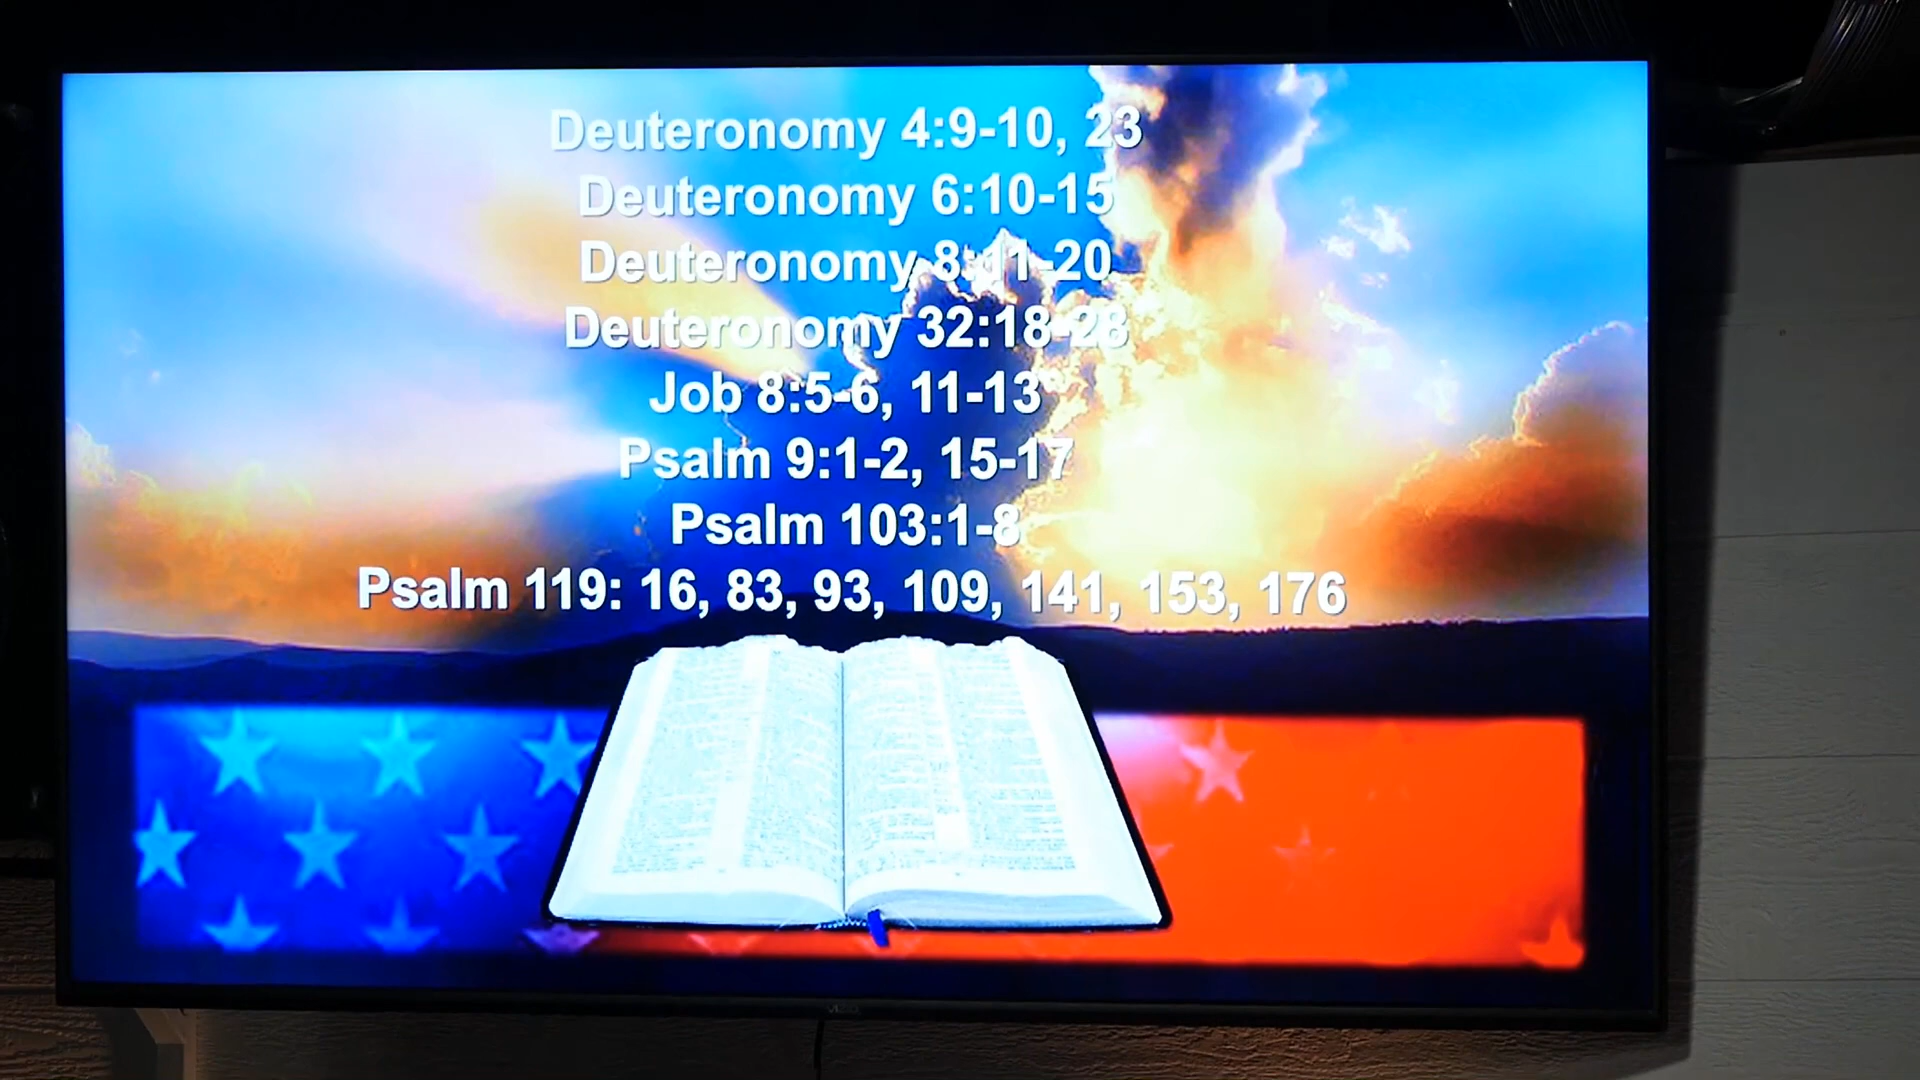 Deuteronomy 4:9-10, 23
Deuteronomy 6:10-15
Deuteronomy 8:11-20
Deuteronomy 32:18-28
Job 8:5-6, 11-13
Psalm 9:1-2, 15-17
Psalm 103:1-8
Psalm 119: 16, 83, 93, 109, 141, 153, 176